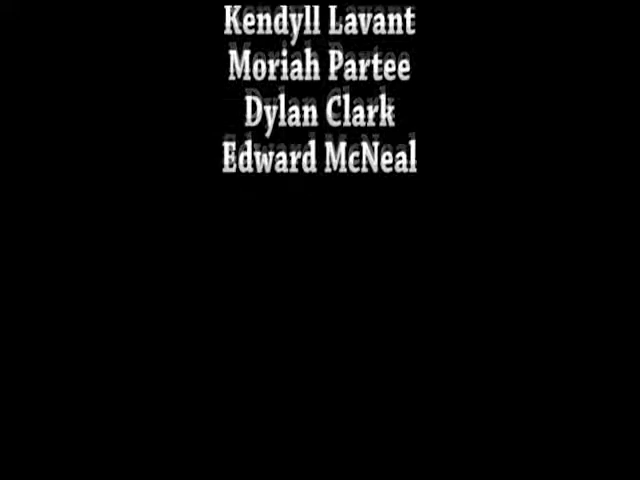 Kendyll Lavant
Moriah Partee
Dylan Clark
Edward McNeal